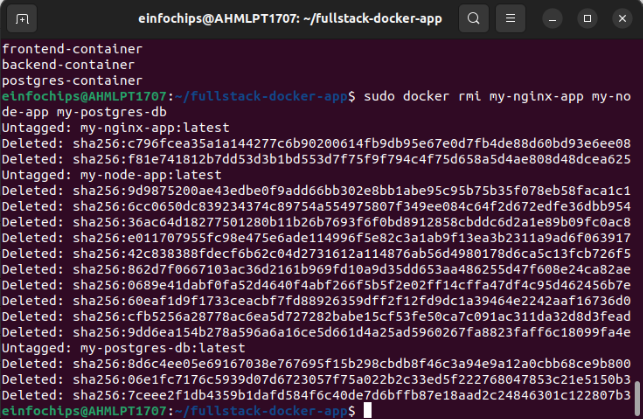 einfochips@AHMLPT1707: ~/fullstack-docker-app
frontend-container
backend-container
postgres-container
einfochips@AHMLPT1707:~/fullstack-docker-app$ sudo docker rmi my-nginx-app my-no
de-app my-postgres-db
Untagged: my-nginx-app:latest
Deleted: sha256:c796fcea35a1a144277c6b90200614fb9db95e67e0d7fb4de88d60bd93e6ee08
Deleted: sha256:f81e741812b7dd53d3b1bd553d7f75f9f794c4f75d658a5d4ae808d48dcea625
Untagged: my-node-app:latest
Deleted: sha256:9d9875200ae43edbe0f9add66bb302e8bb1abe95c95b75b35f078eb58faca1c1
Deleted: sha256:6cc0650dc839234374c89754a554975807f349ee084c64f2d672edfe36dbb954
Deleted: sha256:36ac64d18277501280b11b26b7693f6f0bd8912858cbddc6d2a1e89b09fc0ac8
Deleted: sha256:e011707955fc98e475e6ade114996f5e82c3a1ab9f13ea3b2311a9ad6f063917
Deleted: sha256:42c838388fdecf6b62c04d2731612a114876ab56d4980178d6ca5c13fcb726f5
Deleted: sha256:862d7f0667103ac36d2161b969fd10a9d35dd653aa486255d47f608e24ca82ae
Deleted: sha256:0689e41dabf0fa52d4640f4abf266f5b5f2e02ff14cffa47df4c95d462456b7e
Deleted: sha256:60eaf1d9f1733ceacbf7fd88926359dff2f12fd9dc1a39464e2242aaf16736d0
Deleted: sha256:cfb5256a28778ac6ea5d727282babe15cf53fe50ca7c091ac311da32d8d3fead
Deleted: sha256:9dd6ea154b278a596a6a16ce5d661d4a25ad5960267fa8823faff6c18099fa4e
Untagged: my-postgres-db:latest
Deleted: sha256:8d6c4ee05e69167038e767695f15b298cbdb8f46c3a94e9a12a0cbb68ce9b800
Deleted: sha256:06e1fc7176c5939d07d6723057f75a022b2c33ed5f222768047853c21e5150b3
Deleted: sha256:7ceee2f1db4359b1dafd584f6c40de7d6bffb87e18aad2c24846301c122807b3
einfochips@AHMLPT1707:~/fullstack-docker-app$